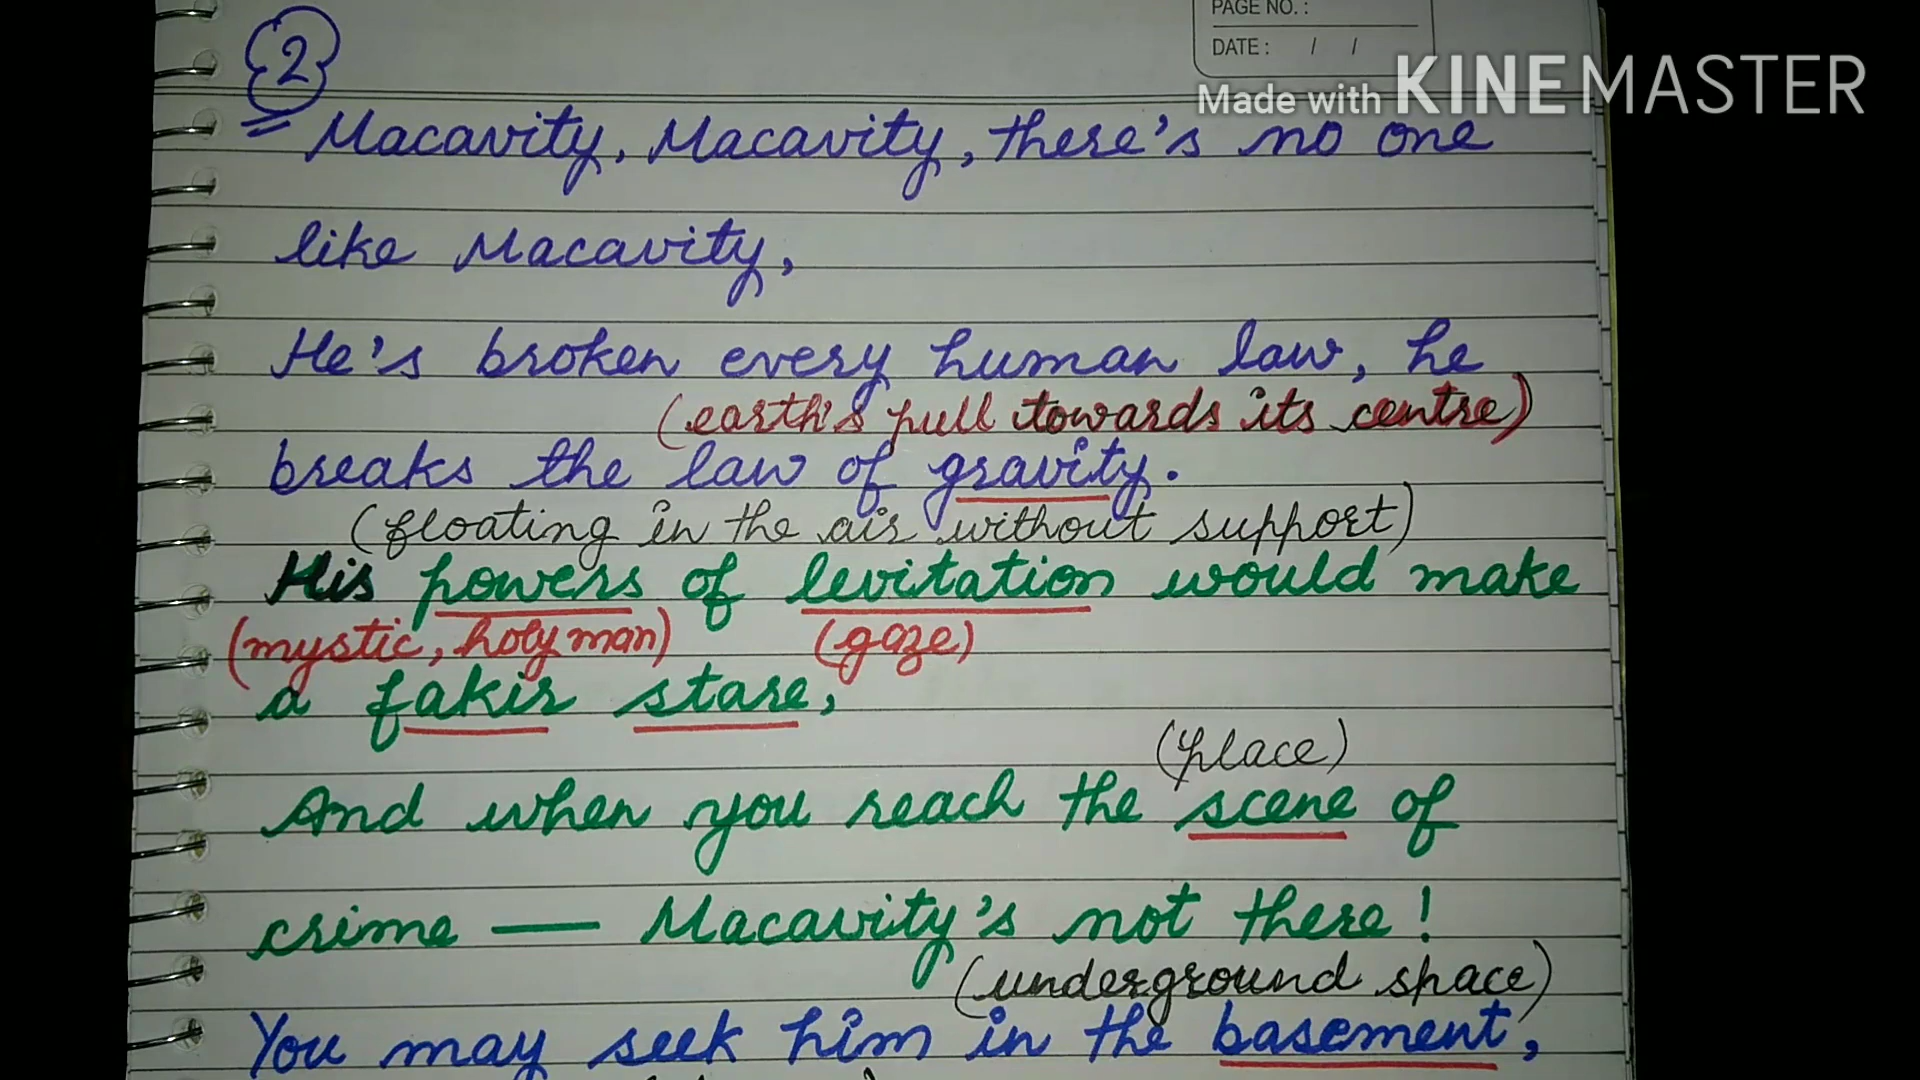 PAGE NO. :
DATE : / /
Made with KINEMASTER
2
Macavity, Macavity, there's no one
like Macavity,
He's broken every human law, he
(earth's pull towards its centre)
breaks the law of gravity.
(floating in the air without support)
His powers of levitation would make
(mystic, holy man) (gaze)
a fakir stare,
(place)
And when you reach the scene of
crime — Macavity's not there!
(underground space)
You may seek him in the basement,